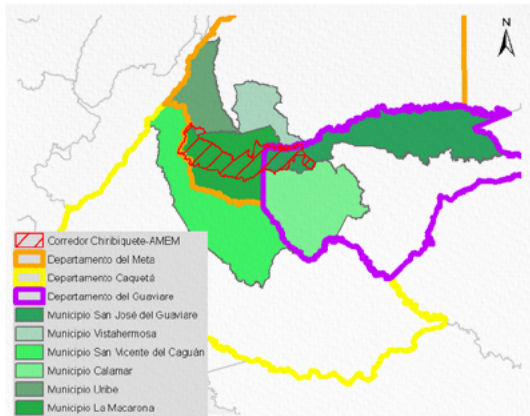 N
Corredor Chiribiquete-AMEM
Departamento del Meta
Departamento Caquetá
Departamento del Guaviare
Municipio San José del Guaviare
Municipio Vistahermosa
Municipio San Vicente del Caguán
Municipio Calamar
Municipio Uribe
Municipio La Macarona